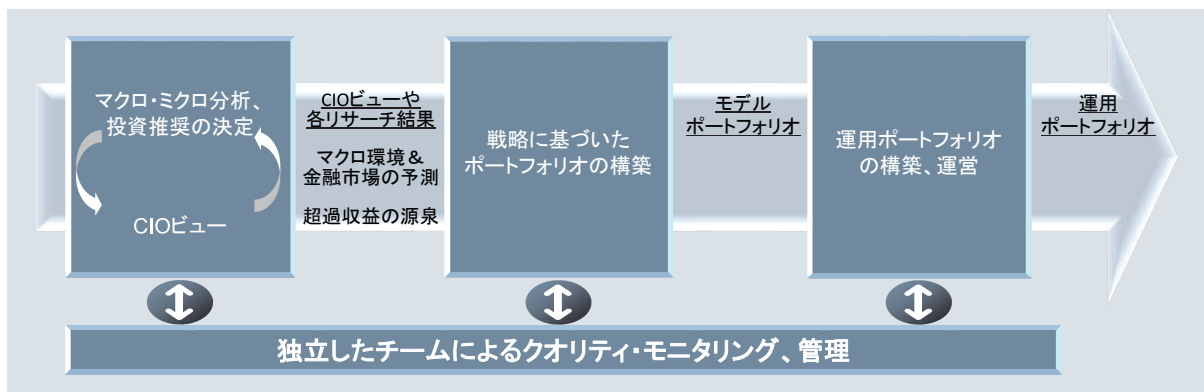 マクロ・ミクロ分析、
投資推奨の決定
CIOビュー
CIOビューや
各リサーチ結果
マクロ環境＆
金融市場の予測
超過収益の源泉
戦略に基づいた
ポートフォリオの構築
モデル
ポートフォリオ
運用ポートフォリオ
の構築、運営
運用
ポートフォリオ
独立したチームによるクオリティ・モニタリング、管理